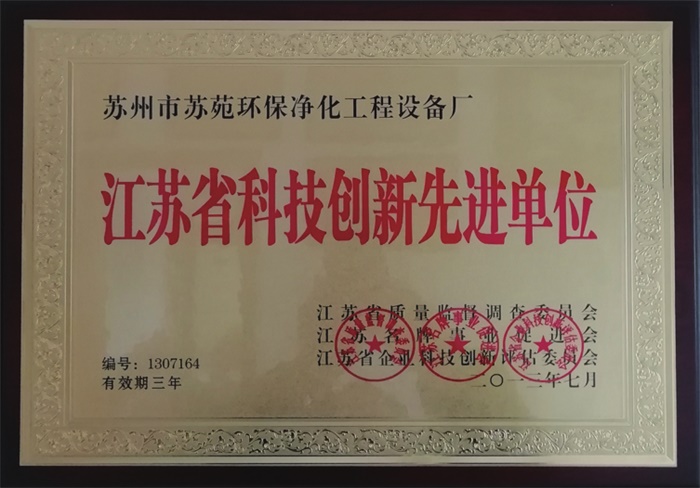 苏州市苏苑环保净化工程设备厂
江苏省科技创新先进单位
江苏省质量监督调查委员会
江苏名牌事业促进会
江苏省企业科技创新评估委员会
二〇一三年七月
编号：1307164
有效期三年